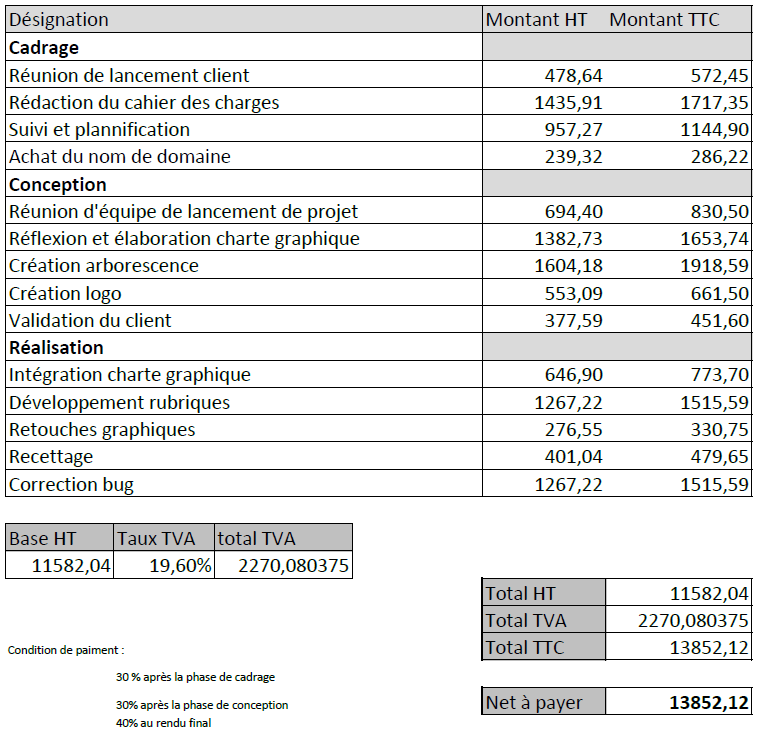 Désignation Montant HT Montant TTC
Cadrage
Réunion de lancement client 478,64 572,45
Rédaction du cahier des charges 1435,91 1717,35
Suivi et plannification 957,27 1144,90
Achat du nom de domaine 239,32 286,22
Conception
Réunion d'équipe de lancement de projet 694,40 830,50
Réflexion et élaboration charte graphique 1382,73 1653,74
Création arborescence 1604,18 1918,59
Création logo 553,09 661,50
Validation du client 377,59 451,60
Réalisation
Intégration charte graphique 646,90 773,70
Développement rubriques 1267,22 1515,59
Retouches graphiques 276,55 330,75
Recettage 401,04 479,65
Correction bug 1267,22 1515,59
Base HT Taux TVA total TVA
11582,04 19,60% 2270,080375
Total HT 11582,04
Total TVA 2270,080375
Total TTC 13852,12
Condition de paiment :
30 % après la phase de cadrage
30% après la phase de conception
40% au rendu final
Net à payer 13852,12